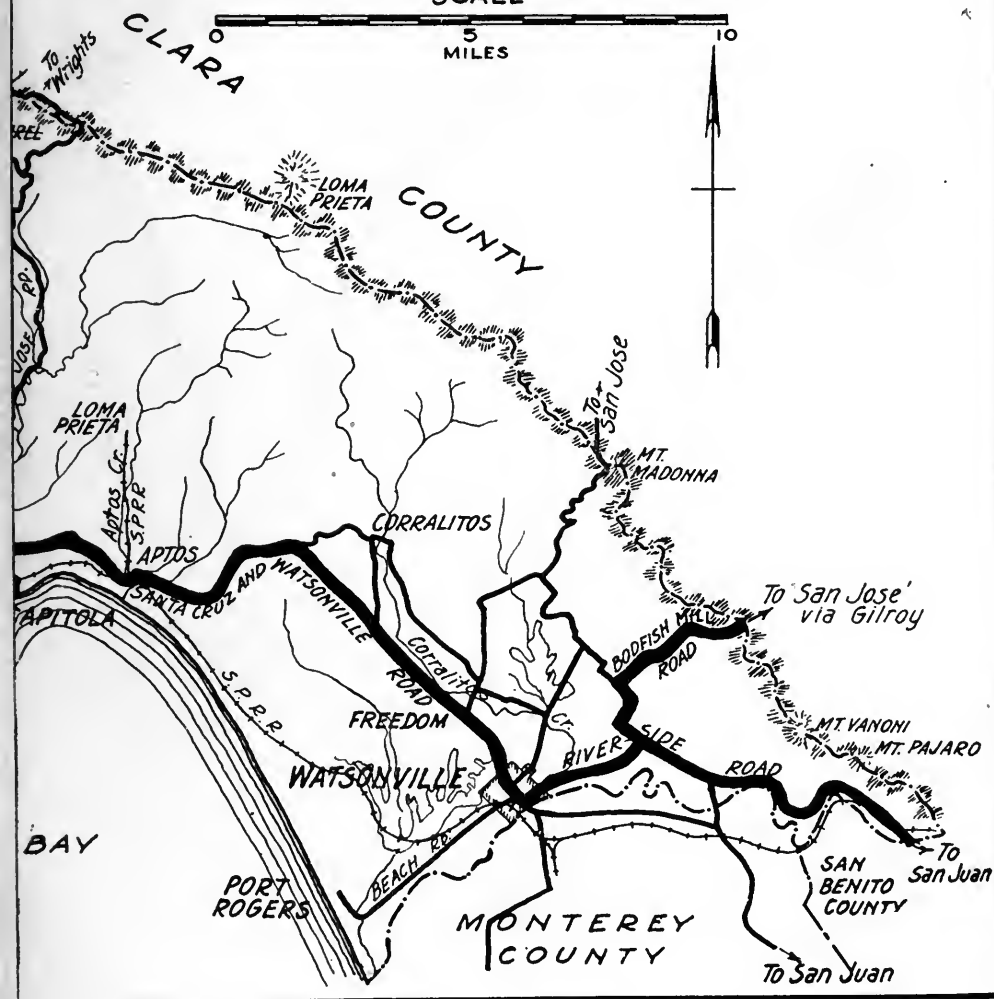 SCALE
0 5 10
MILES
CLARA
COUNTY
To
Wrights
LOMA
PRIETA
JOSE RD.
To
San Jose
LOMA
PRIETA
MT.
MADONNA
Aptos Cr.
S.P.R.R.
CORRALITOS
APTOS
SANTA CRUZ AND WATSONVILLE ROAD
APITOLA
To San Jose'
via Gilroy
BODFISH MILL
ROAD
Corralitos Cr.
S.P.R.R.
FREEDOM
MT. VANONI
MT. PAJARO
RIVER-SIDE ROAD
WATSONVILLE
BAY
BEACH RD.
To
San Juan
PORT
ROGERS
SAN
BENITO
COUNTY
MONTEREY
COUNTY
To San Juan